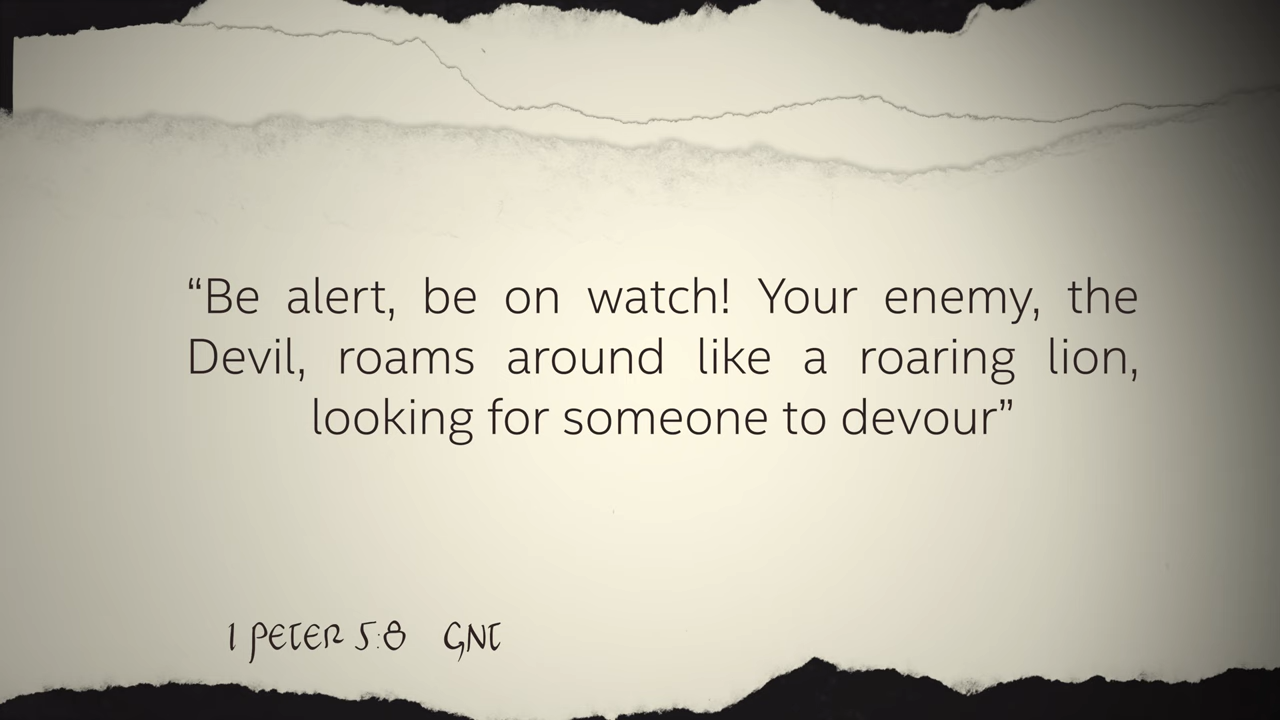 “Be alert, be on watch! Your enemy, the
Devil, roams around like a roaring lion,
looking for someone to devour”
1 PETER 5:8 GNT